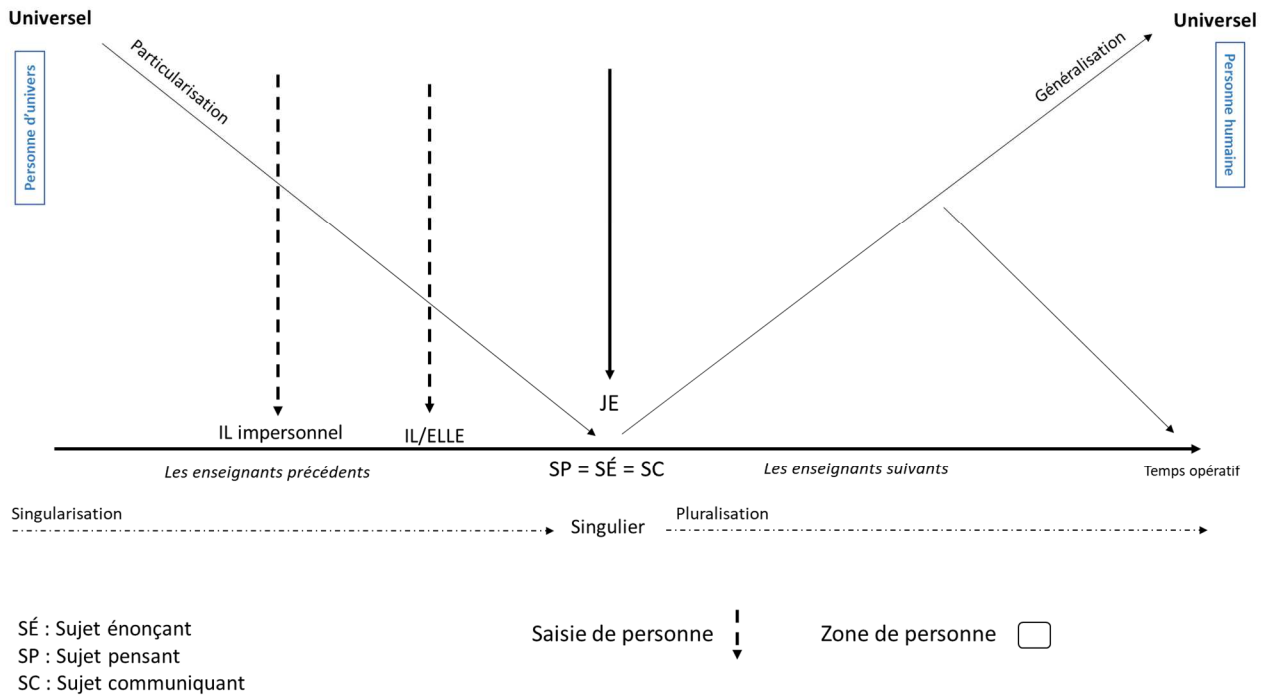 Universel
Universel
Personne d'univers
Particularisation
Généralisation
Personne humaine
JE
IL impersonnel
IL/ELLE
Les enseignants précédents
SP = SÉ = SC
Les enseignants suivants
Temps opératif
Singularisation
Singulier
Pluralisation
SÉ : Sujet énonçant
SP : Sujet pensant
SC : Sujet communiquant
Saisie de personne
Zone de personne